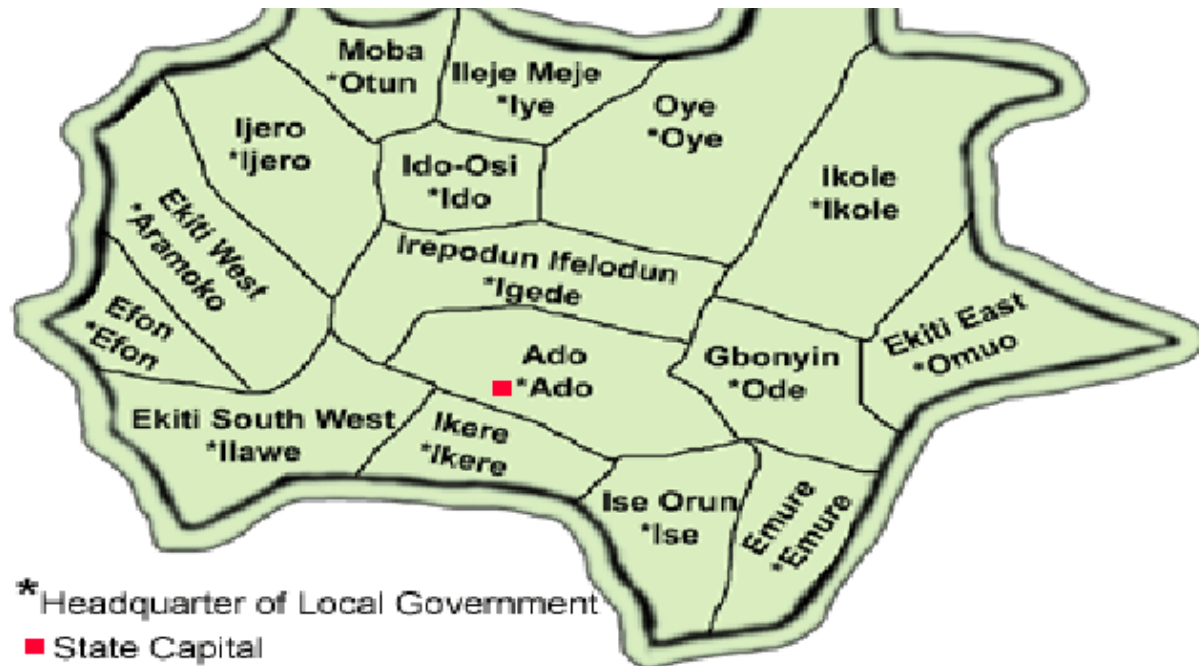 Moba
*Otun
Ileje Meje
*Iye
Oye
*Oye
Ijero
*Ijero
Ido-Osi
*Ido
Ikole
*Ikole
Ekiti West
*Aramoko
Irepodun Ifelodun
*Igede
Efon
*Efon
Ado
*Ado
Gbonyin
*Ode
Ekiti East
*Omuo
Ekiti South West
*Ilawe
Ikere
*Ikere
Ise Orun
*Ise
Emure
*Emure
*Headquarter of Local Government
State Capital